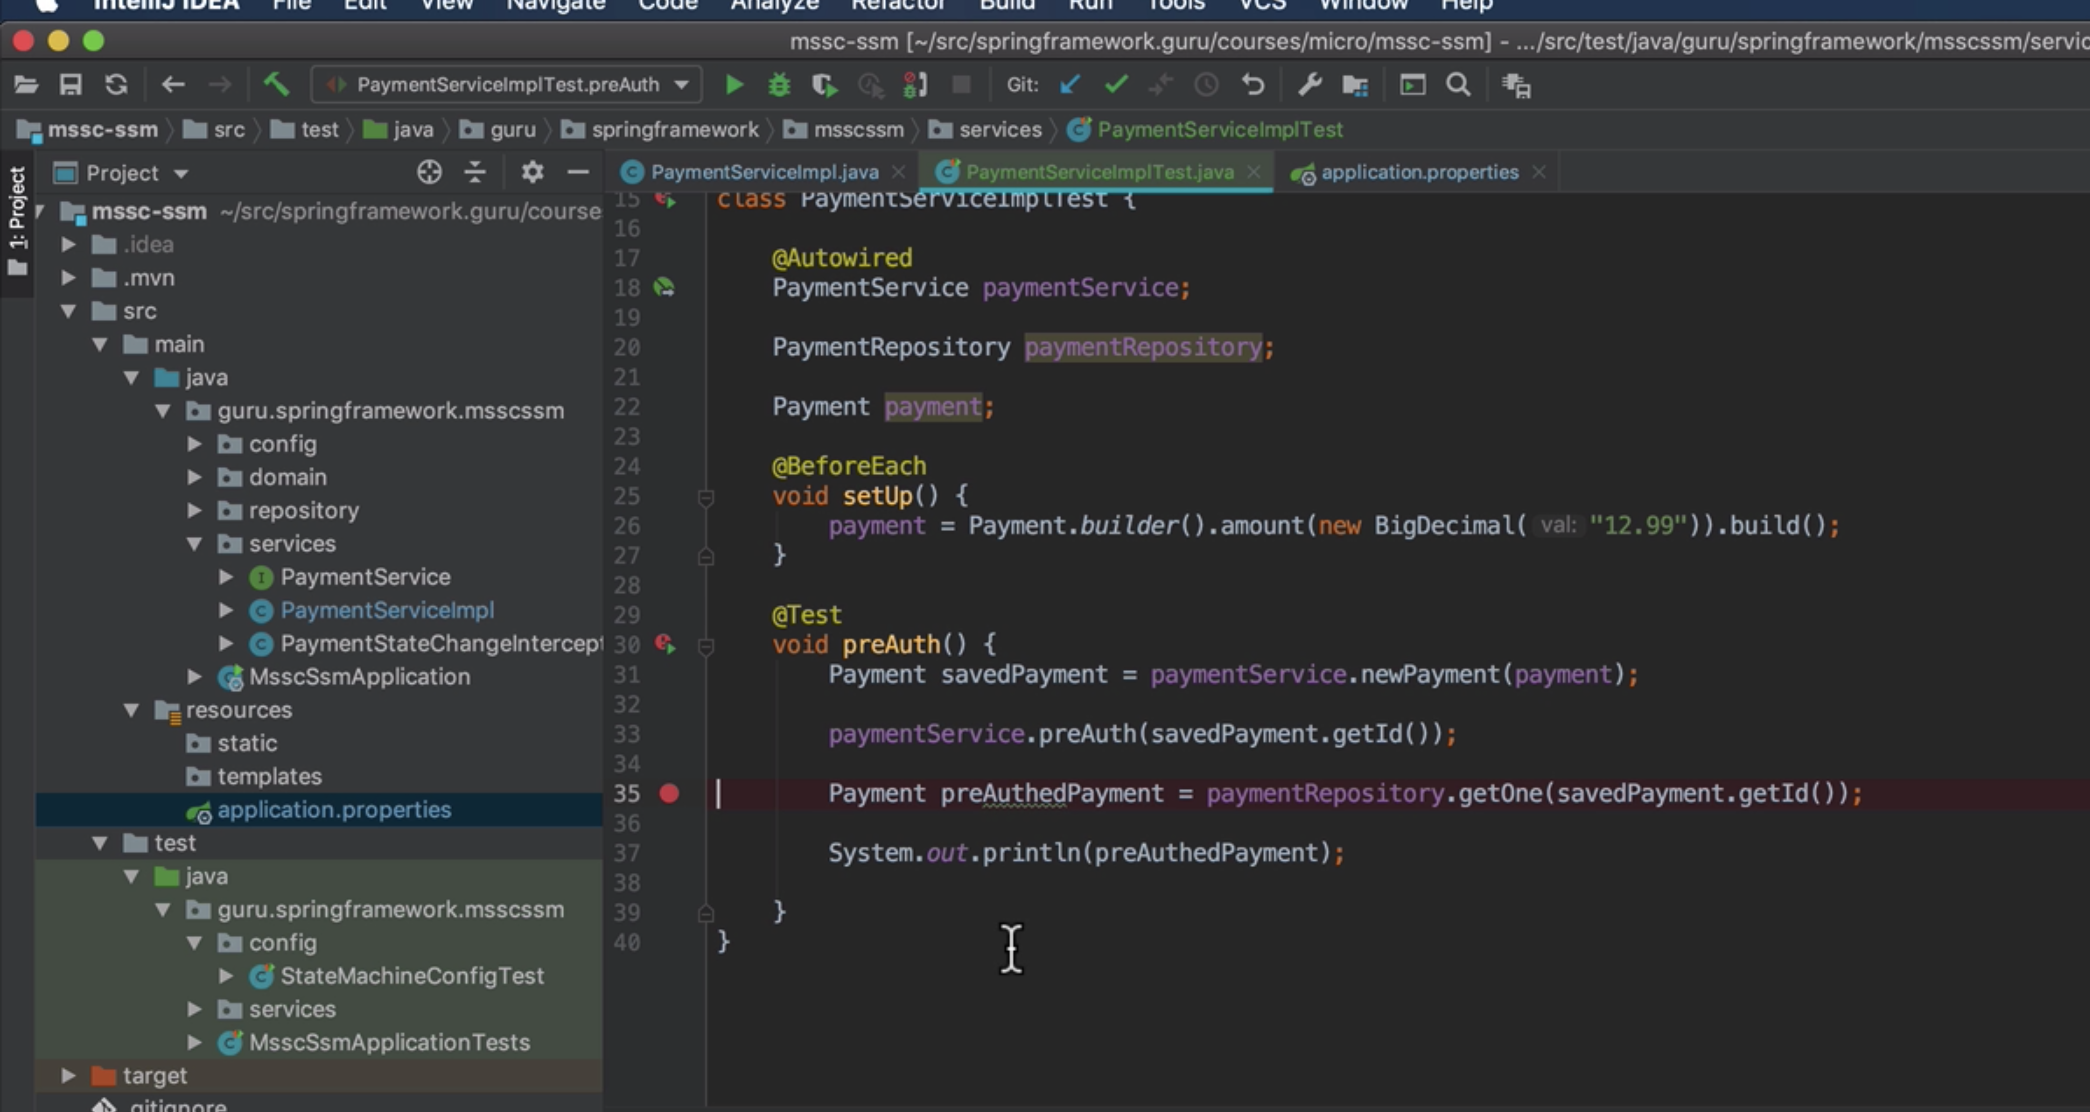 IntelliJ IDEA File Edit View Navigate Code Analyze Refactor Build Run Tools VCS Window Help
mssc-ssm [~/src/springframework.guru/courses/micro/mssc-ssm] - .../src/test/java/guru/springframework/msscssm/servic
PaymentServiceImplTest.preAuth Git:
mssc-ssm src test java guru springframework msscssm services PaymentServiceImplTest
1: Project
Project
PaymentServiceImpl.java PaymentServiceImplTest.java application.properties
mssc-ssm ~/src/springframework.guru/course
.idea
.mvn
src
main
java
guru.springframework.msscssm
config
domain
repository
services
PaymentService
PaymentServiceImpl
PaymentStateChangeIntercept
MsscSsmApplication
resources
static
templates
application.properties
test
java
guru.springframework.msscssm
config
StateMachineConfigTest
services
MsscSsmApplicationTests
target
.gitignore
15 class PaymentServiceImplTest {
16
17 @Autowired
18 PaymentService paymentService;
19
20 PaymentRepository paymentRepository;
21
22 Payment payment;
23
24 @BeforeEach
25 void setUp() {
26 payment = Payment.builder().amount(new BigDecimal( val: "12.99")).build();
27 }
28
29 @Test
30 void preAuth() {
31 Payment savedPayment = paymentService.newPayment(payment);
32
33 paymentService.preAuth(savedPayment.getId());
34
35 Payment preAuthedPayment = paymentRepository.getOne(savedPayment.getId());
36
37 System.out.println(preAuthedPayment);
38
39 }
40 }